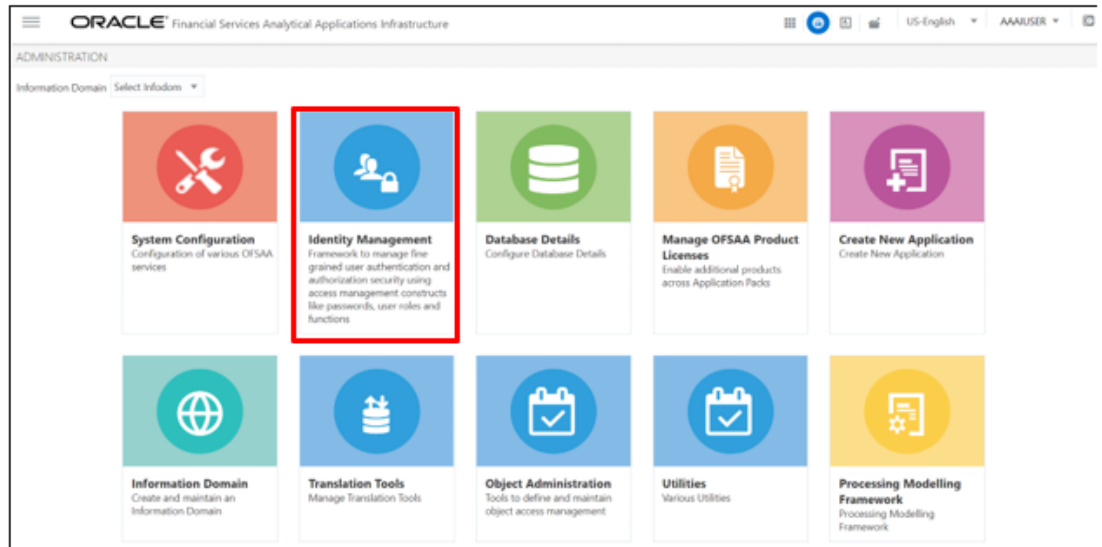 ORACLE® Financial Services Analytical Applications Infrastructure
US-English
AAAIUSER
ADMINISTRATION
Information Domain
Select Infodom
System Configuration
Configuration of various OFSAA
services
Identity Management
Framework to manage fine
grained user authentication and
authorization security using
access management constructs
like passwords, user roles and
functions
Database Details
Configure Database Details
Manage OFSAA Product
Licenses
Enable additional products
across Application Packs
Create New Application
Create New Application
Information Domain
Create and maintain an
Information Domain
Translation Tools
Manage Translation Tools
Object Administration
Tools to define and maintain
object access management
Utilities
Various Utilities
Processing Modelling
Framework
Processing Modelling
Framework